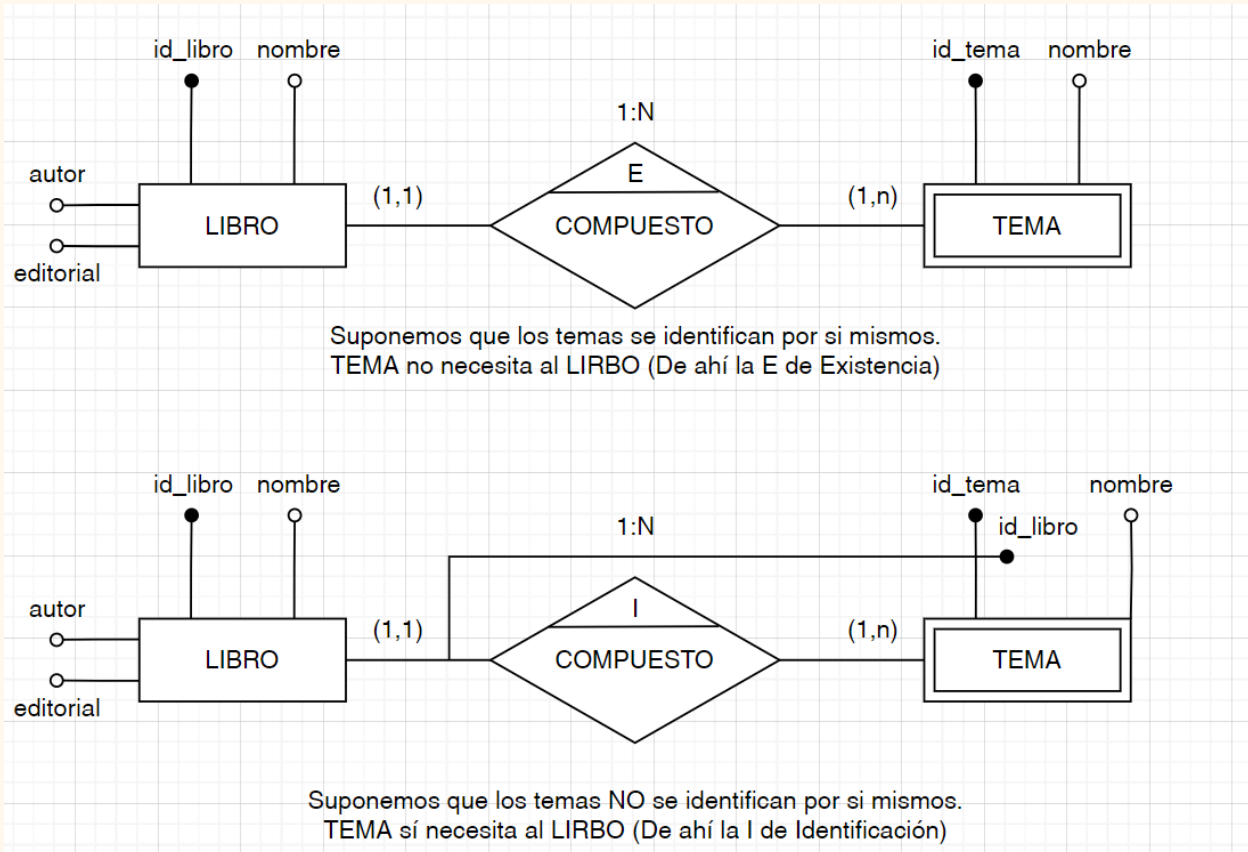 id_libro nombre
id_tema nombre
1:N
autor
E
(1,1)
(1,n)
LIBRO
COMPUESTO
TEMA
editorial
Suponemos que los temas se identifican por si mismos.
TEMA no necesita al LIRBO (De ahí la E de Existencia)
id_libro nombre
id_tema nombre
id_libro
1:N
autor
I
(1,1)
(1,n)
LIBRO
COMPUESTO
TEMA
editorial
Suponemos que los temas NO se identifican por si mismos.
TEMA sí necesita al LIRBO (De ahí la I de Identificación)